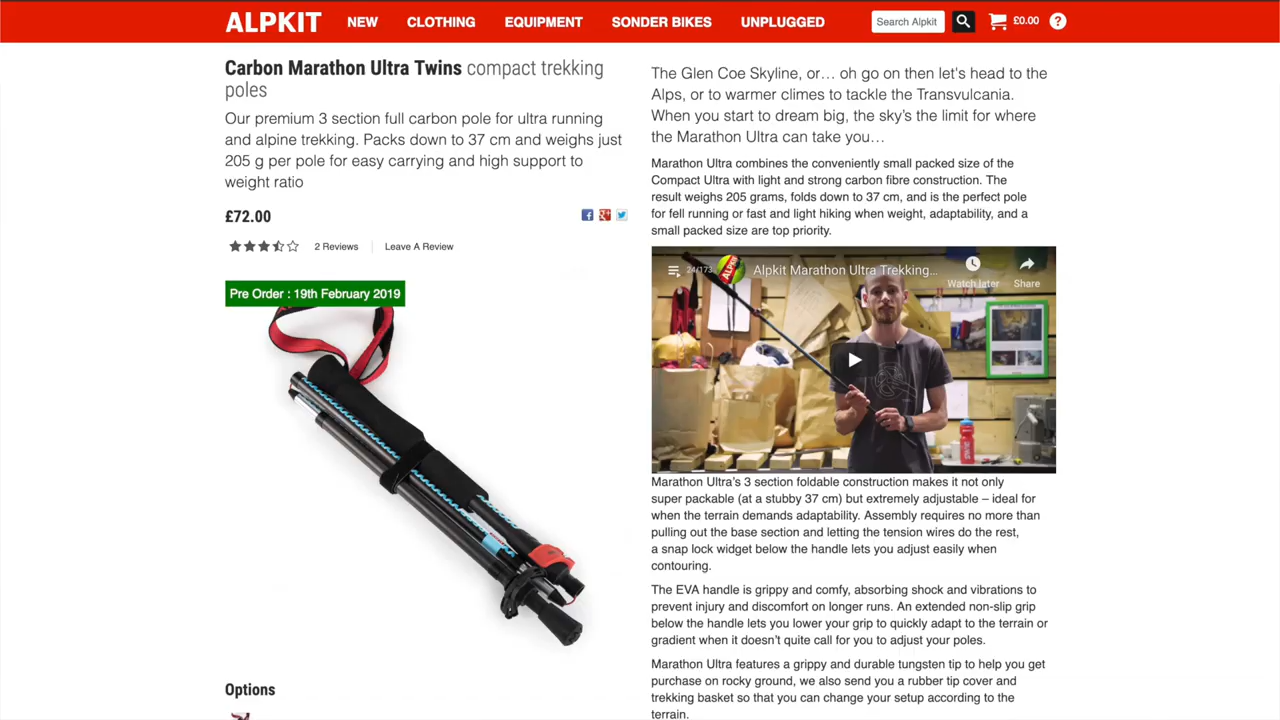 ALPKIT
NEW
CLOTHING
EQUIPMENT
SONDER BIKES
UNPLUGGED
Search Alpkit
£0.00
?
Carbon Marathon Ultra Twins compact trekking
poles
Our premium 3 section full carbon pole for ultra running
and alpine trekking. Packs down to 37 cm and weighs just
205 g per pole for easy carrying and high support to
weight ratio
£72.00
2 Reviews
Leave A Review
Pre Order : 19th February 2019
Options
The Glen Coe Skyline, or… oh go on then let's head to the
Alps, or to warmer climes to tackle the Transvulcania.
When you start to dream big, the sky's the limit for where
the Marathon Ultra can take you…
Marathon Ultra combines the conveniently small packed size of the
Compact Ultra with light and strong carbon fibre construction. The
result weighs 205 grams, folds down to 37 cm, and is the perfect pole
for fell running or fast and light hiking when weight, adaptability, and a
small packed size are top priority.
24/173
ALPKIT
Alpkit Marathon Ultra Trekking...
Watch later
Share
Marathon Ultra's 3 section foldable construction makes it not only
super packable (at a stubby 37 cm) but extremely adjustable – ideal for
when the terrain demands adaptability. Assembly requires no more than
pulling out the base section and letting the tension wires do the rest,
a snap lock widget below the handle lets you adjust easily when
contouring.
The EVA handle is grippy and comfy, absorbing shock and vibrations to
prevent injury and discomfort on longer runs. An extended non-slip grip
below the handle lets you lower your grip to quickly adapt to the terrain or
gradient when it doesn't quite call for you to adjust your poles.
Marathon Ultra features a grippy and durable tungsten tip to help you get
purchase on rocky ground, we also send you a rubber tip cover and
trekking basket so that you can change your setup according to the
terrain.